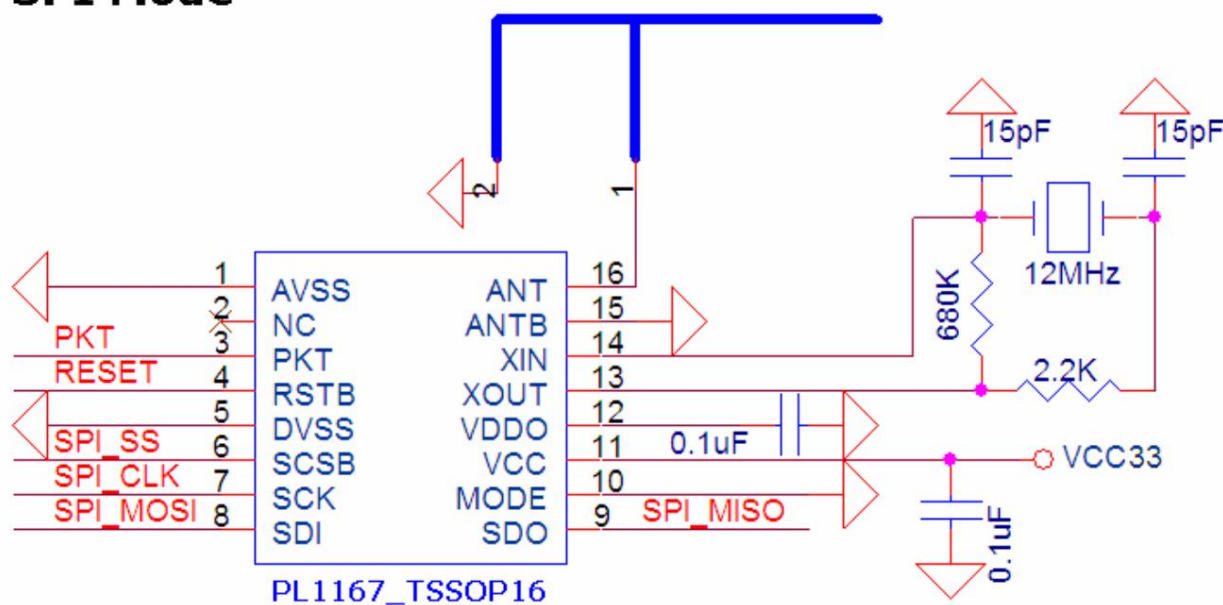 15pF 15pF
2 1
12MHz
680K
2.2K
1 AVSS ANT 16
2 NC ANTB 15
PKT 3 PKT XIN 14
RESET 4 RSTB XOUT 13
5 DVSS VDDO 12 0.1uF
SPI_SS 6 SCSB VCC 11 VCC33
SPI_CLK 7 SCK MODE 10
SPI_MOSI 8 SDI SDO 9 SPI_MISO
0.1uF
PL1167_TSSOP16